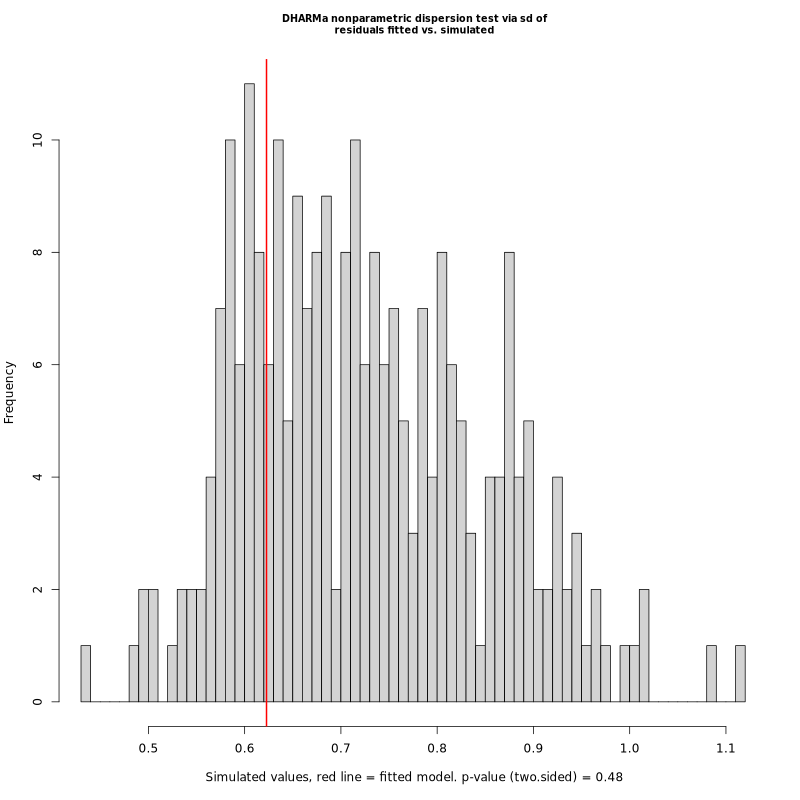 DHARMa nonparametric dispersion test via sd of
residuals fitted vs. simulated
10
8
6
4
2
0
Frequency
0.5 0.6 0.7 0.8 0.9 1.0 1.1
Simulated values, red line = fitted model. p-value (two.sided) = 0.48